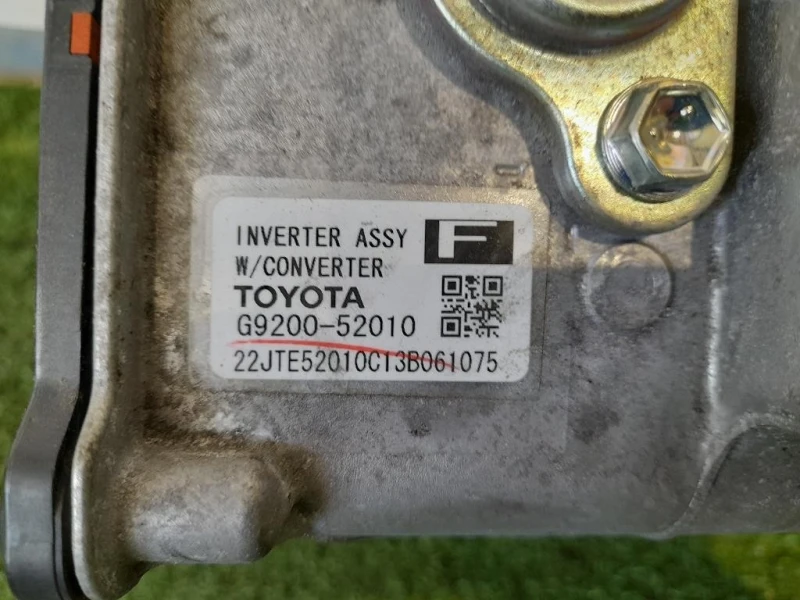 INVERTER ASSY F
W/CONVERTER
TOYOTA
G9200-52010
22JTE52010C13B061075